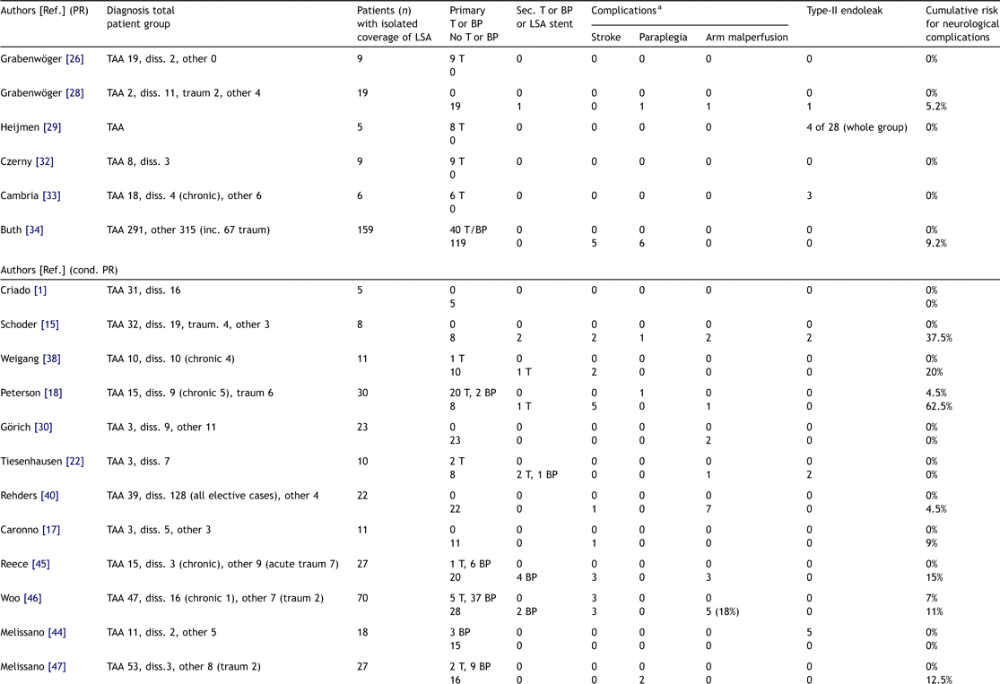 Authors [Ref.] (PR) Diagnosis total patient group Patients (n) with isolated coverage of LSA Primary T or BP No T or BP Sec. T or BP or LSA stent Complications a Type-II endoleak Cumulative risk for neurological complications
Stroke Paraplegia Arm malperfusion
Grabenwöger [26] TAA 19, diss. 2, other 0 9 9 T 0 0 0 0 0 0%
0
Grabenwöger [28] TAA 2, diss. 11, traum 2, other 4 19 0 0 0 0 0 0 0%
19 1 0 1 1 1 5.2%
Heijmen [29] TAA 5 8 T 0 0 0 0 4 of 28 (whole group) 0%
0
Czerny [32] TAA 8, diss. 3 9 9 T 0 0 0 0 0 0%
0
Cambria [33] TAA 18, diss. 4 (chronic), other 6 6 6 T 0 0 0 0 3 0%
0
Buth [34] TAA 291, other 315 (inc. 67 traum) 159 40 T/BP 0 0 0 0 0 0%
119 0 5 6 0 0 9.2%
Authors [Ref.] (cond. PR)
Criado [1] TAA 31, diss. 16 5 0 0 0 0 0 0 0%
5 0%
Schoder [15] TAA 32, diss. 19, traum. 4, other 3 8 0 0 0 0 0 0 0%
8 2 2 1 2 2 37.5%
Weigang [38] TAA 10, diss. 10 (chronic 4) 11 1 T 0 0 0 0 0 0%
10 1 T 2 0 0 0 20%
Peterson [18] TAA 15, diss. 9 (chronic 5), traum 6 30 20 T, 2 BP 0 0 1 0 0 4.5%
8 1 T 5 0 1 0 62.5%
Görich [30] TAA 3, diss. 9, other 11 23 0 0 0 0 0 0 0%
23 0 0 0 2 0 0%
Tiesenhausen [22] TAA 3, diss. 7 10 2 T 0 0 0 0 0 0%
8 2 T, 1 BP 0 0 1 2 0%
Rehders [40] TAA 39, diss. 128 (all elective cases), other 4 22 0 0 0 0 0 0 0%
22 0 1 0 7 0 4.5%
Caronno [17] TAA 3, diss. 5, other 3 11 0 0 0 0 0 0 0%
11 0 1 0 0 0 9%
Reece [45] TAA 15, diss. 3 (chronic), other 9 (acute traum 7) 27 1 T, 6 BP 0 0 0 0 0 0%
20 4 BP 3 0 3 0 15%
Woo [46] TAA 47, diss. 16 (chronic 1), other 7 (traum 2) 70 5 T, 37 BP 0 3 0 0 0 7%
28 2 BP 3 0 5 (18%) 0 11%
Melissano [44] TAA 11, diss. 2, other 5 18 3 BP 0 0 0 0 5 0%
15 0 0 0 0 0 0%
Melissano [47] TAA 53, diss.3, other 8 (traum 2) 27 2 T, 9 BP 0 0 0 0 0 0%
16 0 0 2 0 0 12.5%